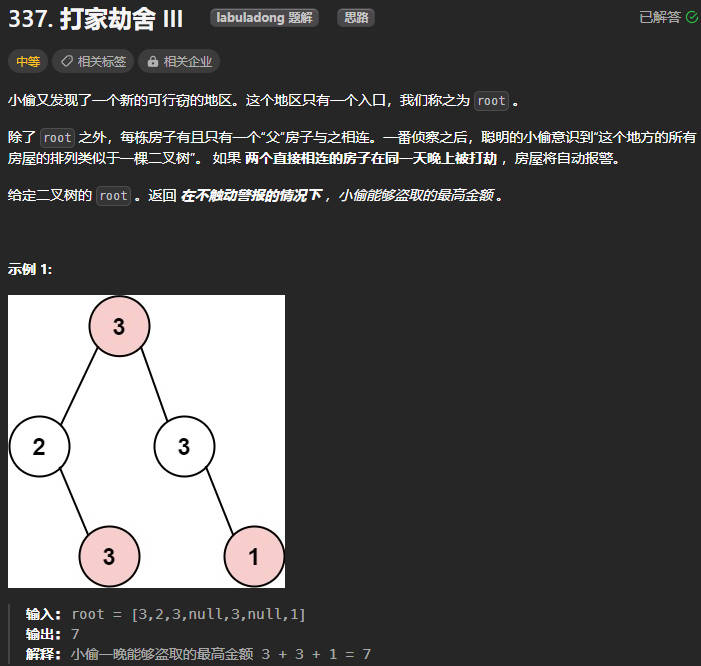 337. 打家劫舍 III labuladong 题解 思路 已解答
中等 相关标签 相关企业
小偷又发现了一个新的可行窃的地区。这个地区只有一个入口，我们称之为 root 。
除了 root 之外，每栋房子有且只有一个“父“房子与之相连。一番侦察之后，聪明的小偷意识到“这个地方的所有
房屋的排列类似于一棵二叉树”。 如果 两个直接相连的房子在同一天晚上被打劫 ，房屋将自动报警。
给定二叉树的 root 。返回 在不触动警报的情况下 ，小偷能够盗取的最高金额 。
示例 1:
3
2 3
3 1
输入: root = [3,2,3,null,3,null,1]
输出: 7
解释: 小偷一晚能够盗取的最高金额 3 + 3 + 1 = 7